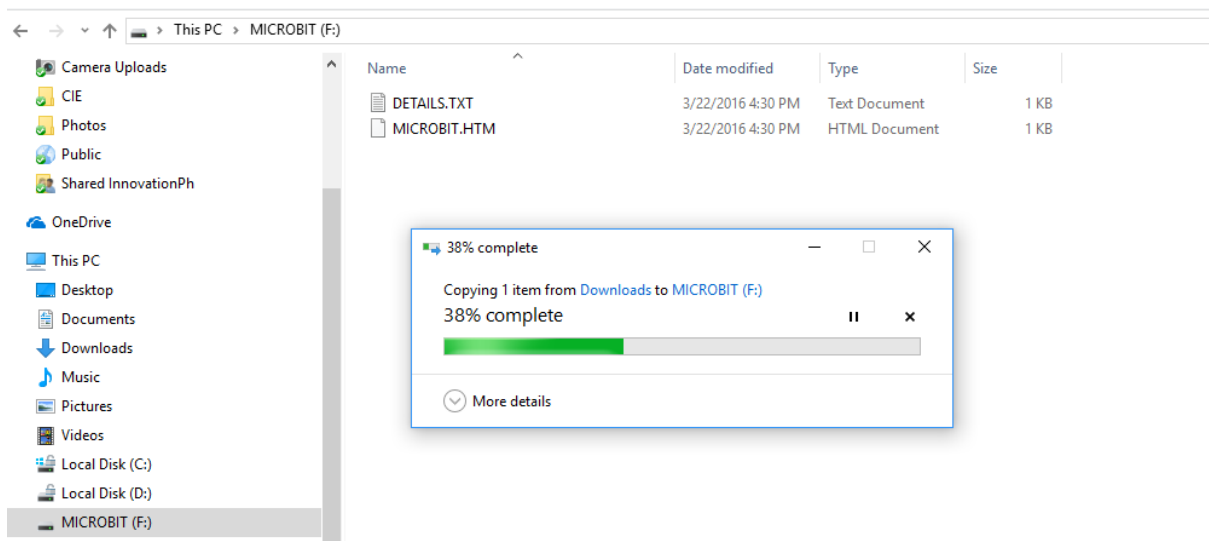 This PC > MICROBIT (F:)
Camera Uploads
CIE
Photos
Public
Shared InnovationPh
OneDrive
This PC
Desktop
Documents
Downloads
Music
Pictures
Videos
Local Disk (C:)
Local Disk (D:)
MICROBIT (F:)
Name Date modified Type Size
DETAILS.TXT 3/22/2016 4:30 PM Text Document 1 KB
MICROBIT.HTM 3/22/2016 4:30 PM HTML Document 1 KB
38% complete
Copying 1 item from Downloads to MICROBIT (F:)
38% complete
More details